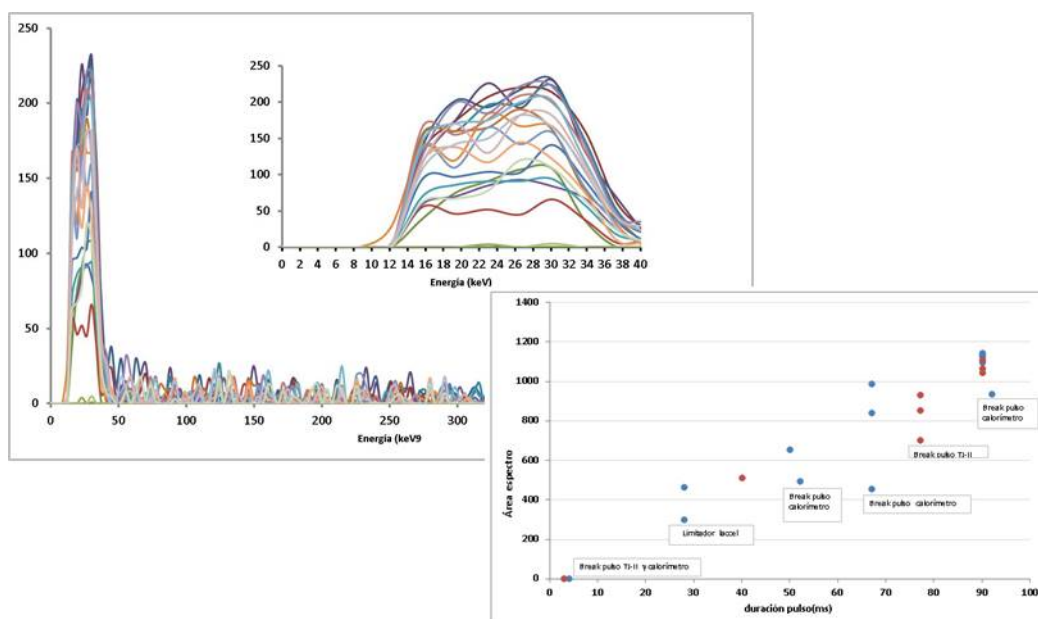 250
200
150
100
50
0
0 50 100 150 200 250 300
Energía (keV9
250
200
150
100
50
0
0 2 4 6 8 10 12 14 16 18 20 22 24 26 28 30 32 34 36 38 40
Energía (keV)
1400
1200
1000
800
600
400
200
0
0 10 20 30 40 50 60 70 80 90 100
Área espectro
duración pulso(ms)
Break pulso
calorímetro
Break pulso TJ-II
Break pulso
calorímetro
Break pulso calorímetro
Limitador Iaccel
Break pulso TJ-II y calorímetro